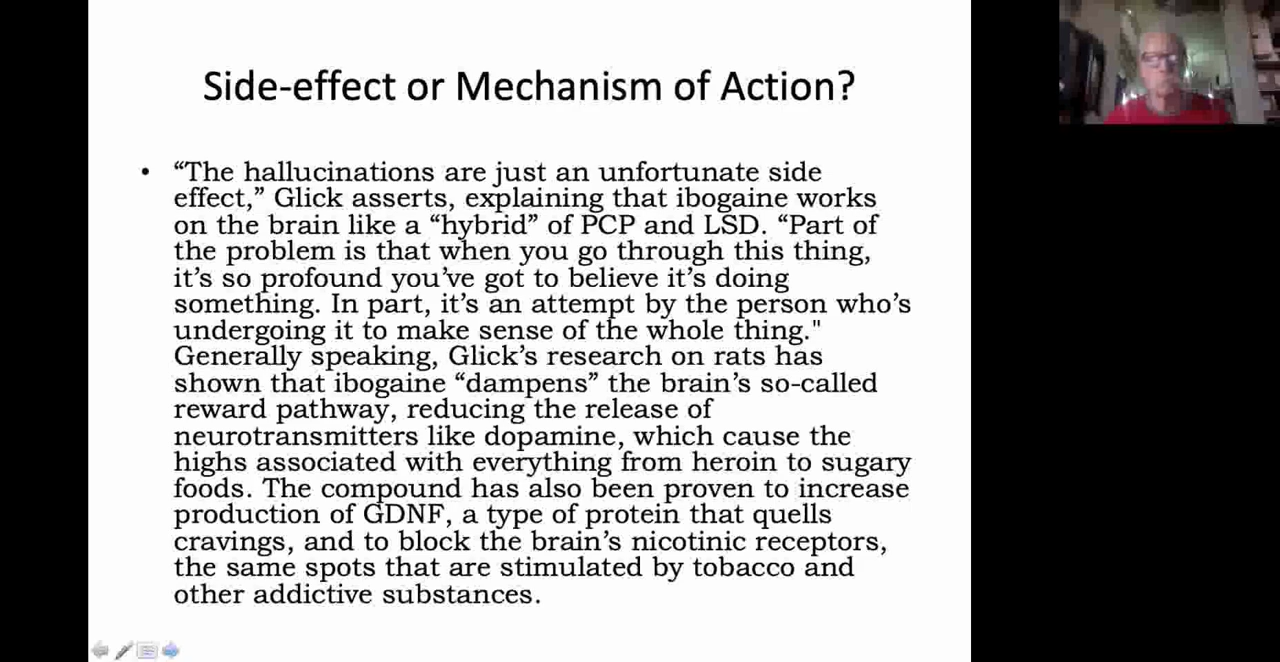 Side-effect or Mechanism of Action?
• “The hallucinations are just an unfortunate side
effect,” Glick asserts, explaining that ibogaine works
on the brain like a “hybrid” of PCP and LSD. “Part of
the problem is that when you go through this thing,
it’s so profound you’ve got to believe it’s doing
something. In part, it’s an attempt by the person who’s
undergoing it to make sense of the whole thing."
Generally speaking, Glick’s research on rats has
shown that ibogaine “dampens” the brain’s so-called
reward pathway, reducing the release of
neurotransmitters like dopamine, which cause the
highs associated with everything from heroin to sugary
foods. The compound has also been proven to increase
production of GDNF, a type of protein that quells
cravings, and to block the brain’s nicotinic receptors,
the same spots that are stimulated by tobacco and
other addictive substances.